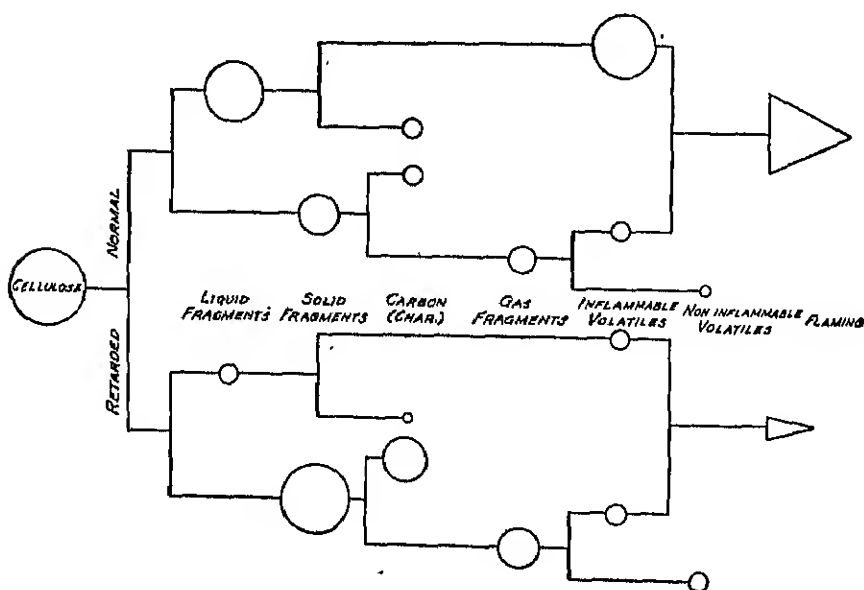 NORMAL
CELLULOSE
LIQUID FRAGMENTS
SOLID FRAGMENTS
CARBON (CHAR.)
GAS FRAGMENTS
INFLAMMABLE VOLATILES
NON INFLAMMABLE VOLATILES
FLAMING
RETARDED